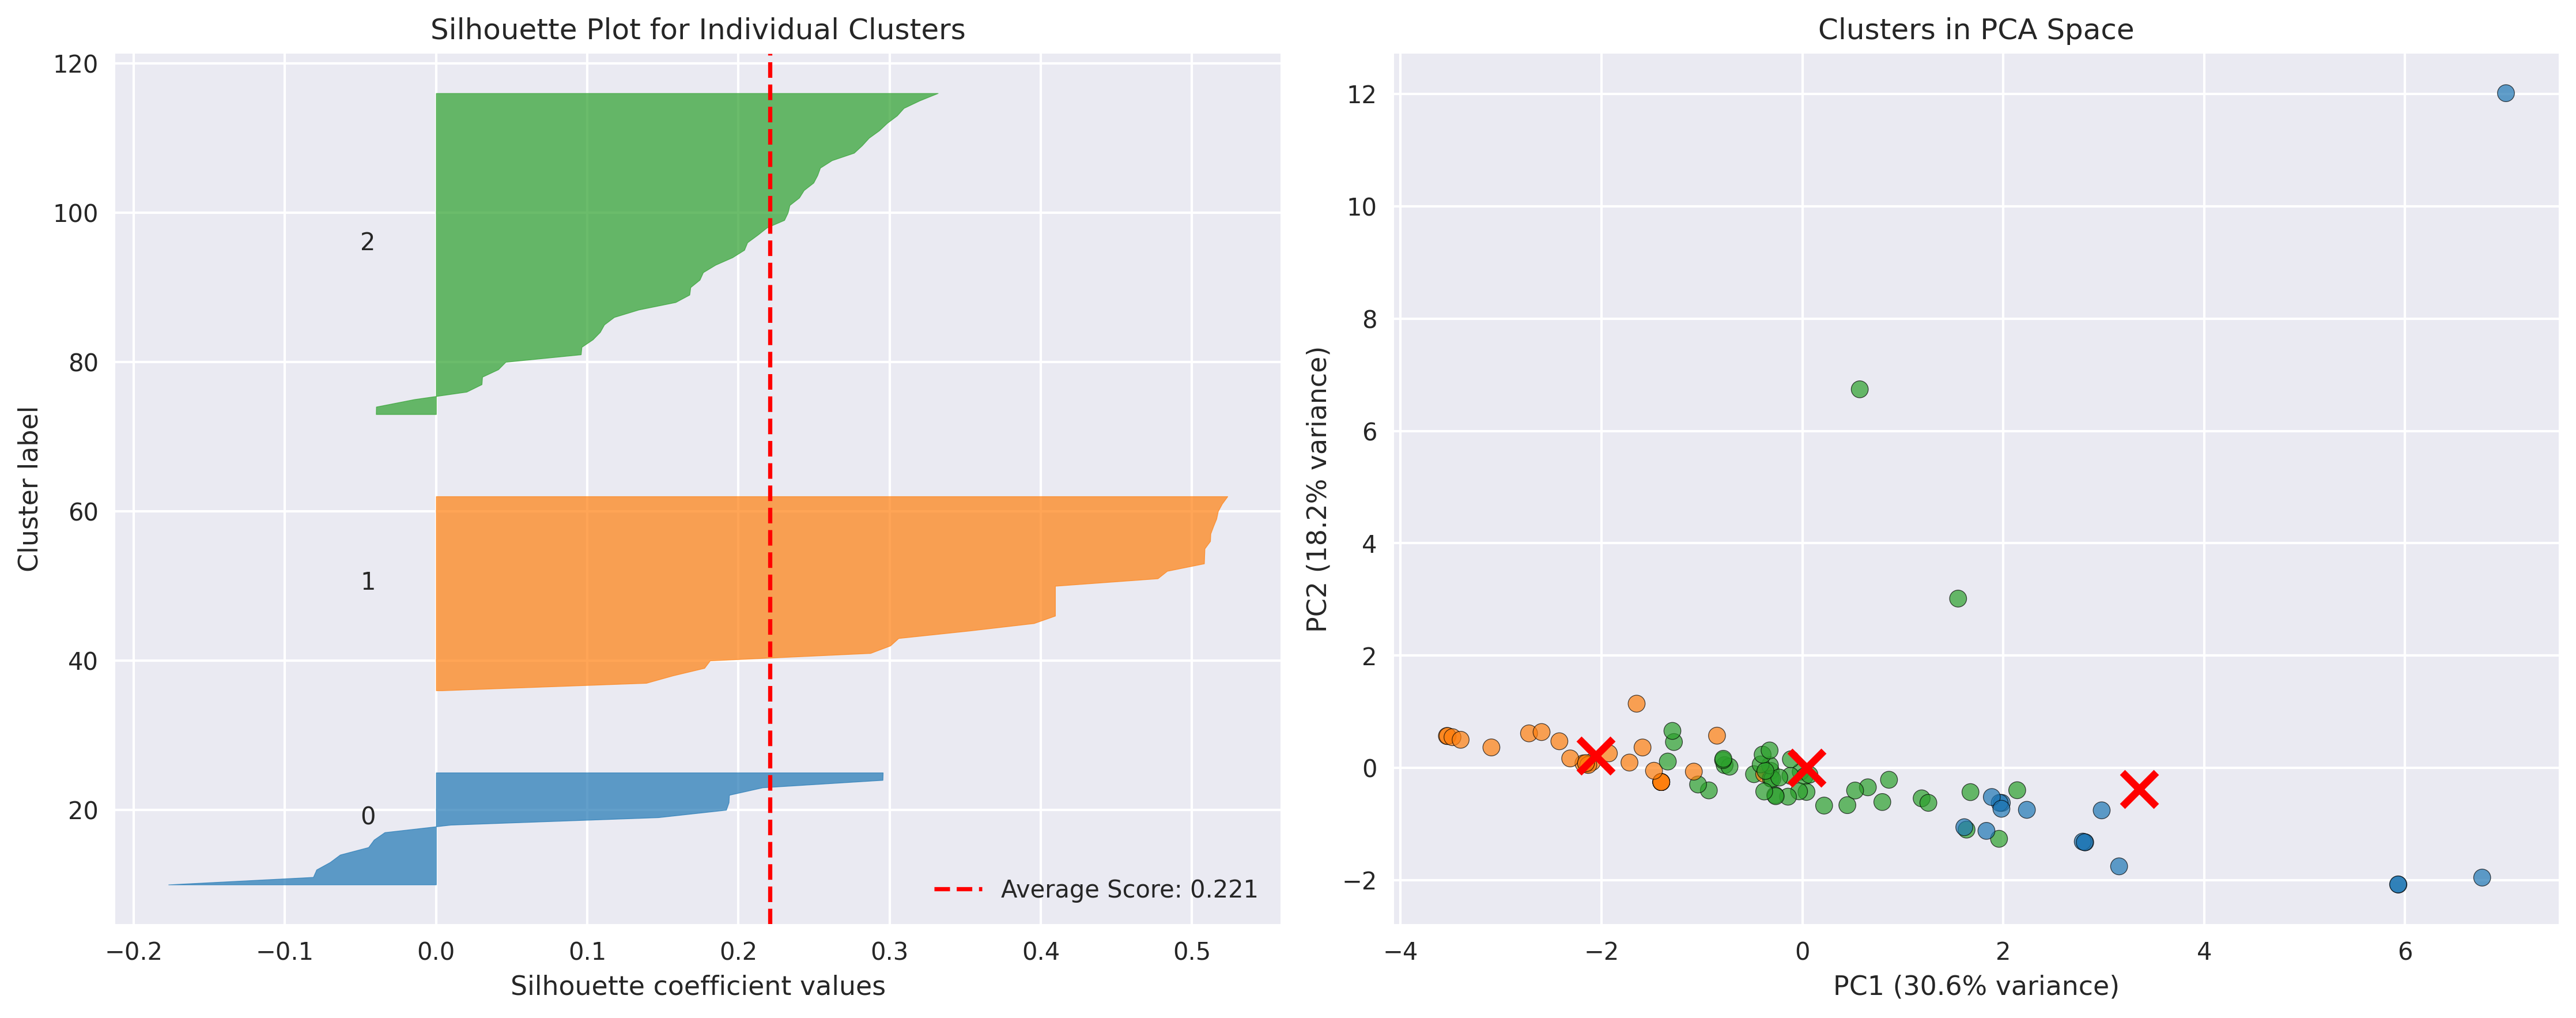 Silhouette Plot for Individual Clusters
120
100
80
60
40
20
2
1
0
Cluster label
Average Score: 0.221
−0.2 −0.1 0.0 0.1 0.2 0.3 0.4 0.5
Silhouette coefficient values
Clusters in PCA Space
12
10
8
6
4
2
0
−2
PC2 (18.2% variance)
−4 −2 0 2 4 6
PC1 (30.6% variance)